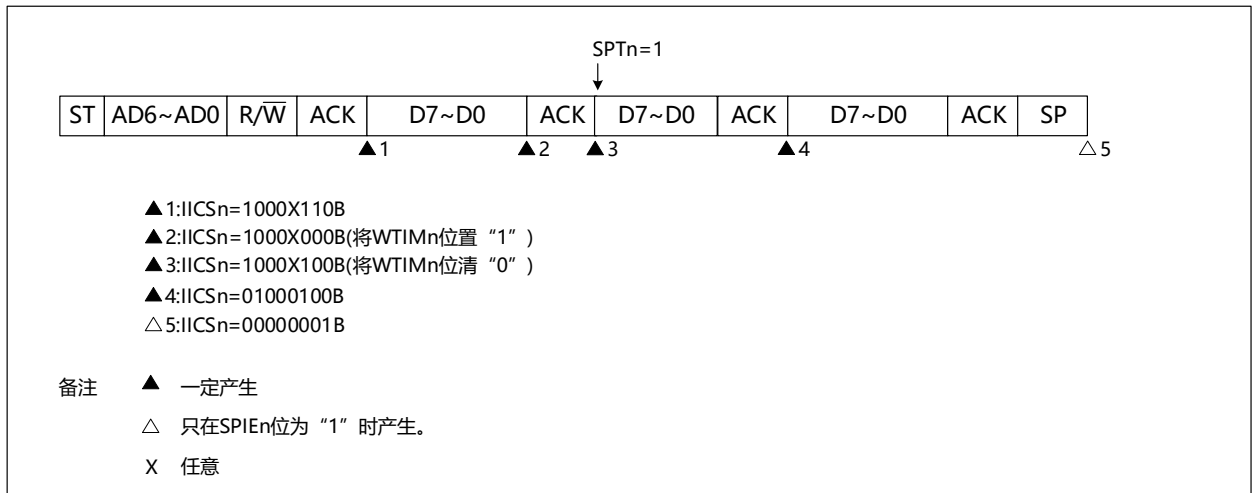 SPTn=1
ST AD6~AD0 R/W̅ ACK D7~D0 ACK D7~D0 ACK D7~D0 ACK SP
▲1 ▲2 ▲3 ▲4 △5
▲1:IICSn=1000X110B
▲2:IICSn=1000X000B(将WTIMn位置“1”)
▲3:IICSn=1000X100B(将WTIMn位清“0”)
▲4:IICSn=01000100B
△5:IICSn=00000001B
备注 ▲ 一定产生
△ 只在SPIEn位为“1”时产生。
X 任意